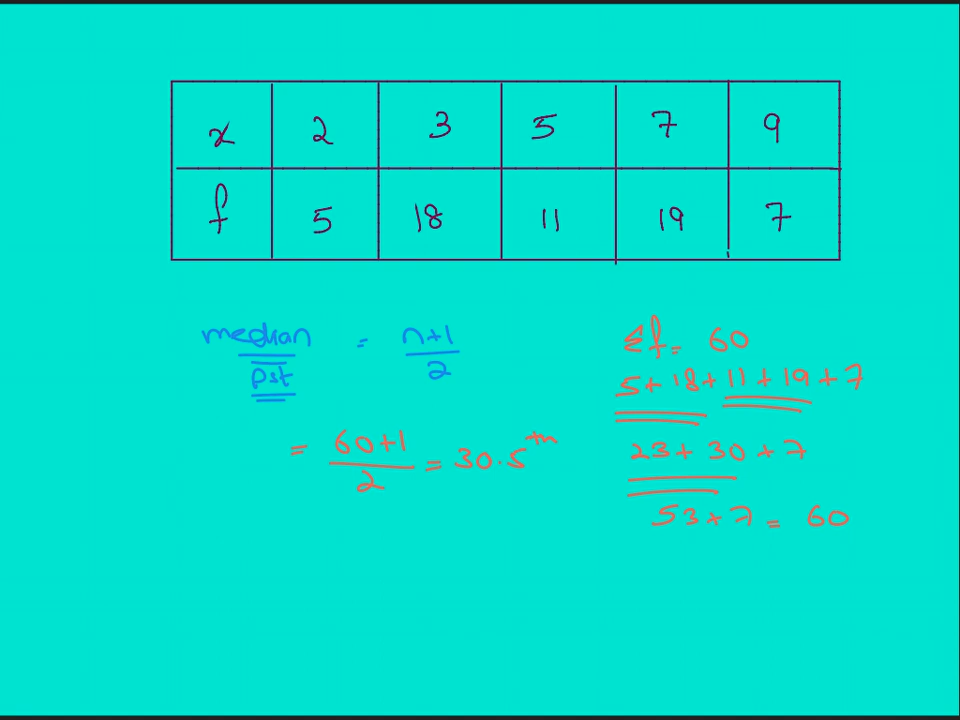 x 2 3 5 7 9
f 5 18 11 19 7
median = n+1/2
pst
= 60+1/2 = 30.5th
Σf = 60
5+18+11+19+7
23+30+7
53+7 = 60